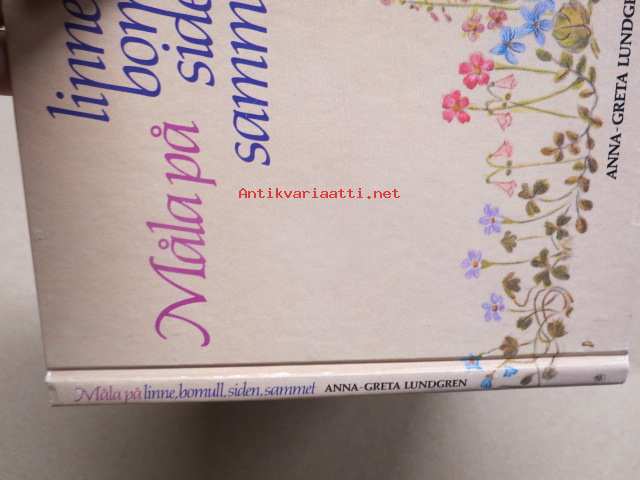 Måla på
linne
bom
siden
samm
ANNA-GRETA LUNDGR
Antikvariaatti.net
Måla på linne, bomull, siden, sammet ANNA-GRETA LUNDGREN